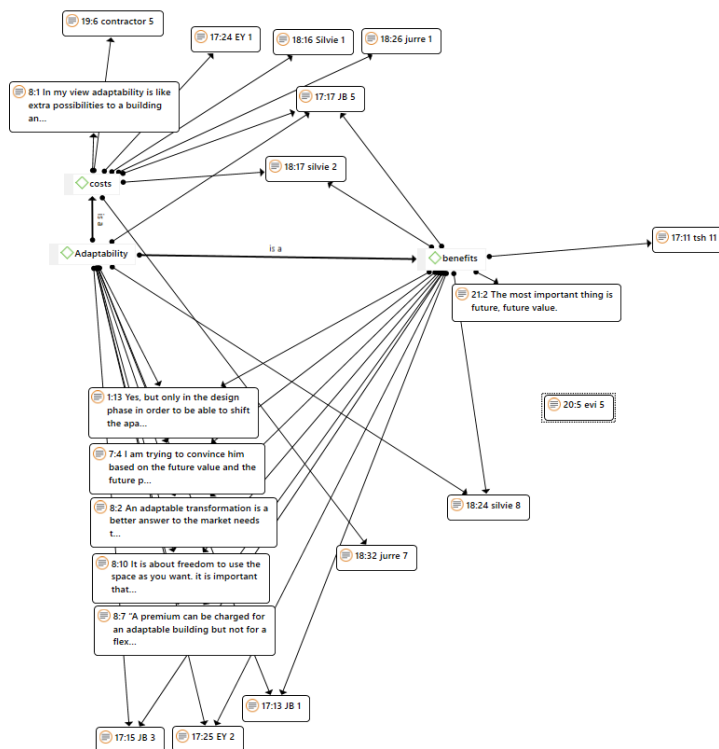 19:6 contractor 5
17:24 EY 1
18:16 Silvie 1
18:26 jurre 1
8:1 In my view adaptability is like
extra possibilities to a building
an...
17:17 JB 5
18:17 silvie 2
costs
is a
Adaptability
is a
benefits
17:11 tsh 11
21:2 The most important thing is
future, future value.
1:13 Yes, but only in the design
phase in order to be able to shift
the apa...
20:5 evi 5
7:4 I am trying to convince him
based on the future value and the
future p...
8:2 An adaptable transformation is a
better answer to the market needs
t...
18:24 silvie 8
8:10 It is about freedom to use the
space as you want. it is important
that...
18:32 jurre 7
8:7 "A premium can be charged for
an adaptable building but not for a
flex...
17:13 JB 1
17:15 JB 3
17:25 EY 2